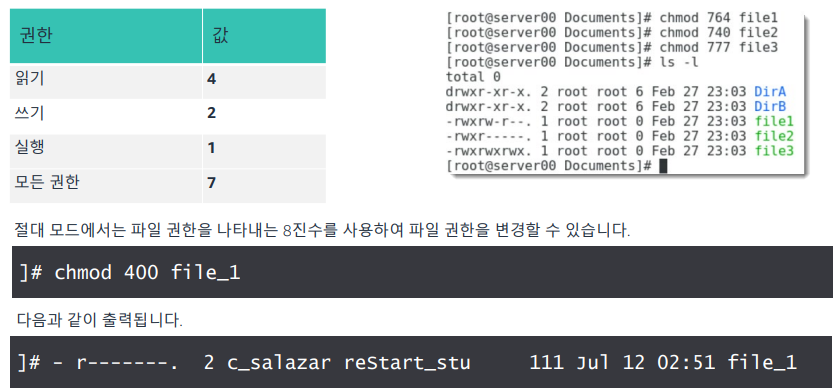 권한 값
읽기 4
쓰기 2
실행 1
모든 권한 7
[root@server00 Documents]# chmod 764 file1
[root@server00 Documents]# chmod 740 file2
[root@server00 Documents]# chmod 777 file3
[root@server00 Documents]# ls -l
total 0
drwxr-xr-x. 2 root root 6 Feb 27 23:03 DirA
drwxr-xr-x. 2 root root 6 Feb 27 23:03 DirB
-rwxrw-r--. 1 root root 0 Feb 27 23:03 file1
-rwxr-----. 1 root root 0 Feb 27 23:03 file2
-rwxrwxrwx. 1 root root 0 Feb 27 23:03 file3
[root@server00 Documents]#
절대 모드에서는 파일 권한을 나타내는 8진수를 사용하여 파일 권한을 변경할 수 있습니다.
]# chmod 400 file_1
다음과 같이 출력됩니다.
]# - r-------. 2 c_salazar reStart_stu 111 Jul 12 02:51 file_1